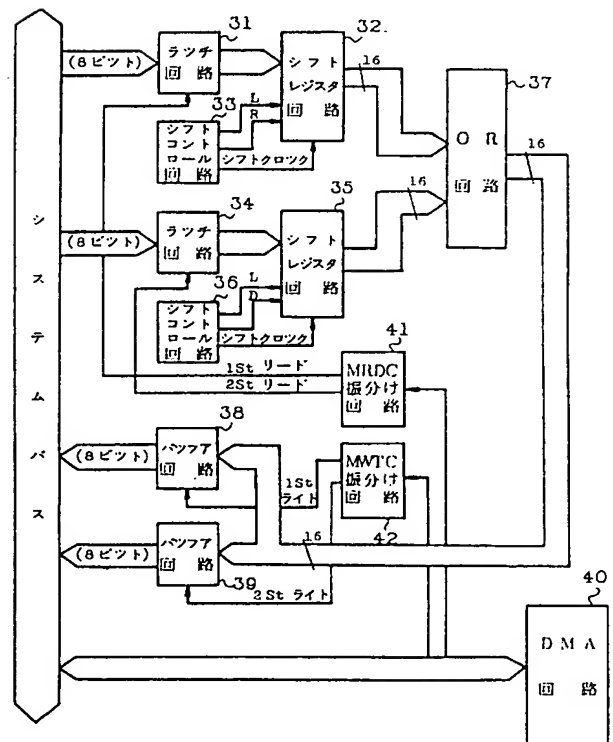 システムバス
31
(8ビット)
ラッチ
回路
32.
シフト
レジスタ
回路
16
37
OR
回路
16
33
シフト
コント
ロール
回路
L
R
シフトクロック
34
(8ビット)
ラッチ
回路
35
シフト
レジスタ
回路
16
36
シフト
コント
ロール
回路
L
D
シフトクロック
1St リード
2St リード
41
MRDC
振分け
回路
38
(8ビット)
バツフア
回路
1St
ライト
MWTC
振分け
回路
42
16
(8ビット)
バツフア
回路
39
2St ライト
40
DMA
回路